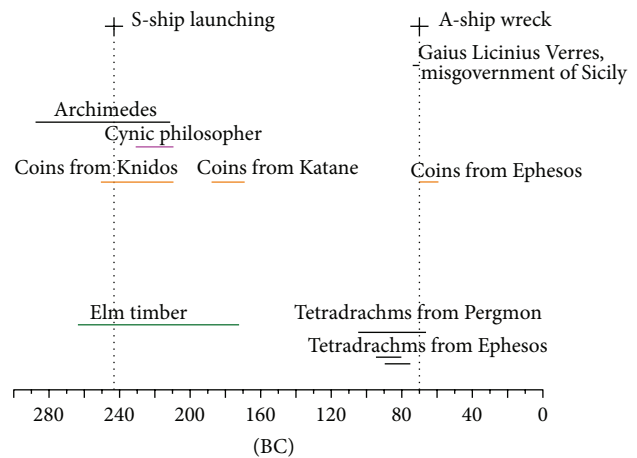 S-ship launching
A-ship wreck
Gaius Licinius Verres,
misgovernment of Sicily
Archimedes
Cynic philosopher
Coins from Knidos
Coins from Katane
Coins from Ephesos
Elm timber
Tetradrachms from Pergmon
Tetradrachms from Ephesos
280 240 200 160 120 80 40 0
(BC)